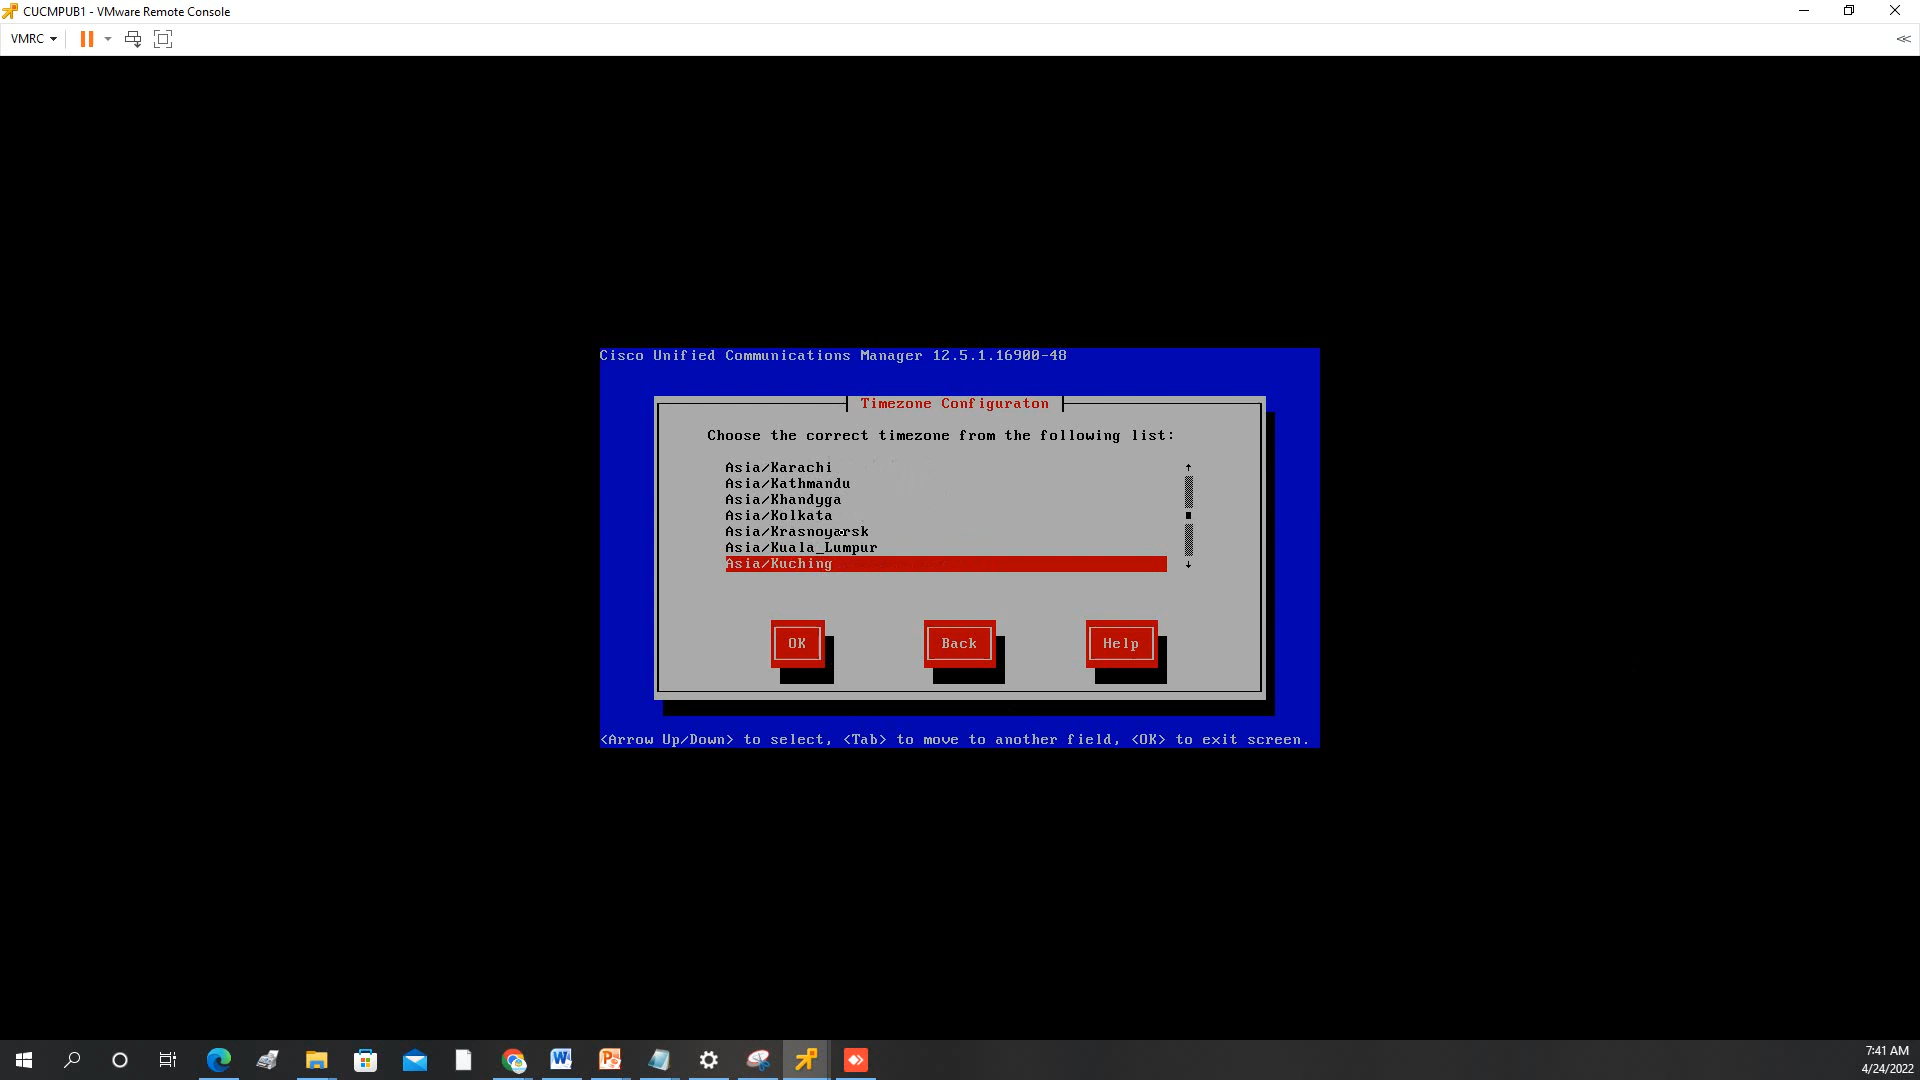 CUCMPUB1 - VMware Remote Console
VMRC
Cisco Unified Communications Manager 12.5.1.16900-48
Timezone Configuraton
Choose the correct timezone from the following list:
Asia/Karachi
Asia/Kathmandu
Asia/Khandyga
Asia/Kolkata
Asia/Krasnoyarsk
Asia/Kuala_Lumpur
Asia/Kuching
OK Back Help
<Arrow Up/Down> to select, <Tab> to move to another field, <OK> to exit screen.
7:41 AM
4/24/2022